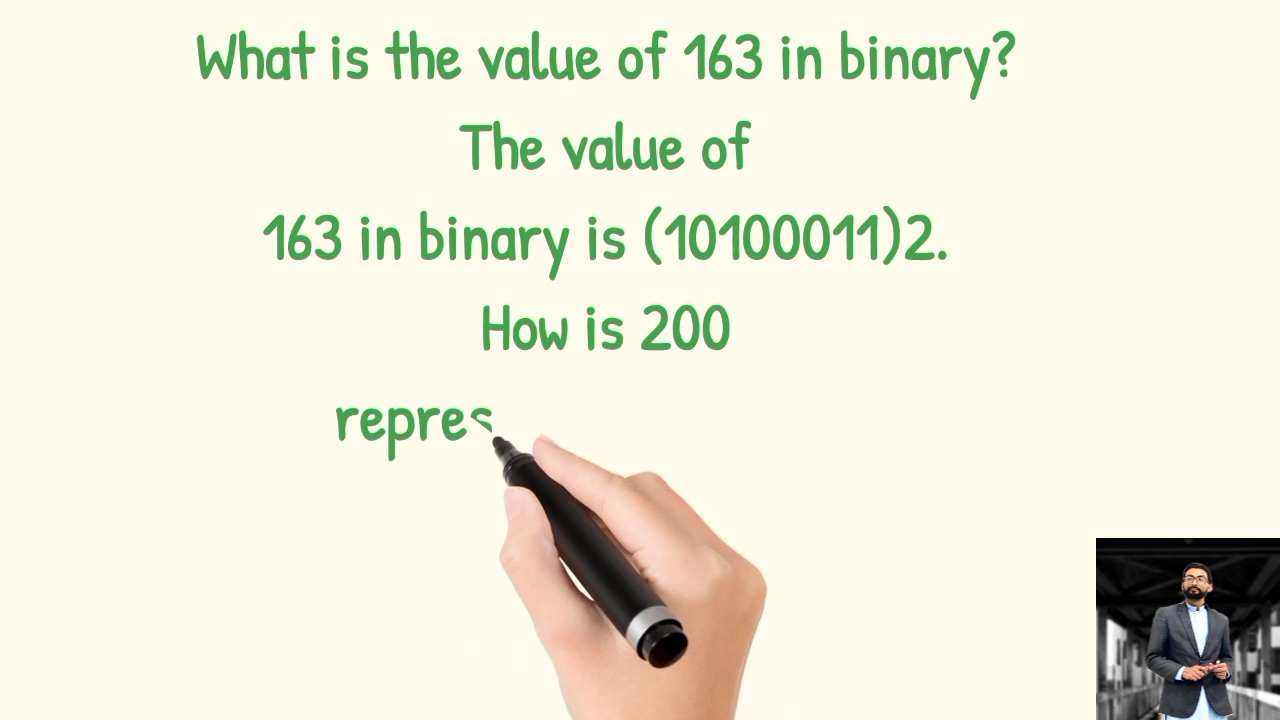 What is the value of 163 in binary?
The value of
163 in binary is (10100011)2.
How is 200
repres